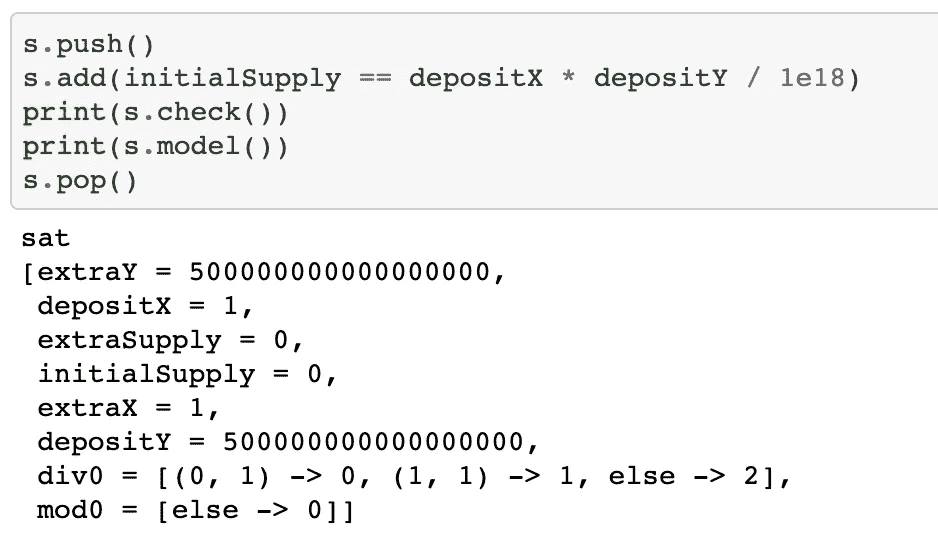 s.push()
s.add(initialSupply == depositX * depositY / 1e18)
print(s.check())
print(s.model())
s.pop()
sat
[extraY = 500000000000000000,
depositX = 1,
extraSupply = 0,
initialSupply = 0,
extraX = 1,
depositY = 500000000000000000,
div0 = [(0, 1) -> 0, (1, 1) -> 1, else -> 2],
mod0 = [else -> 0]]